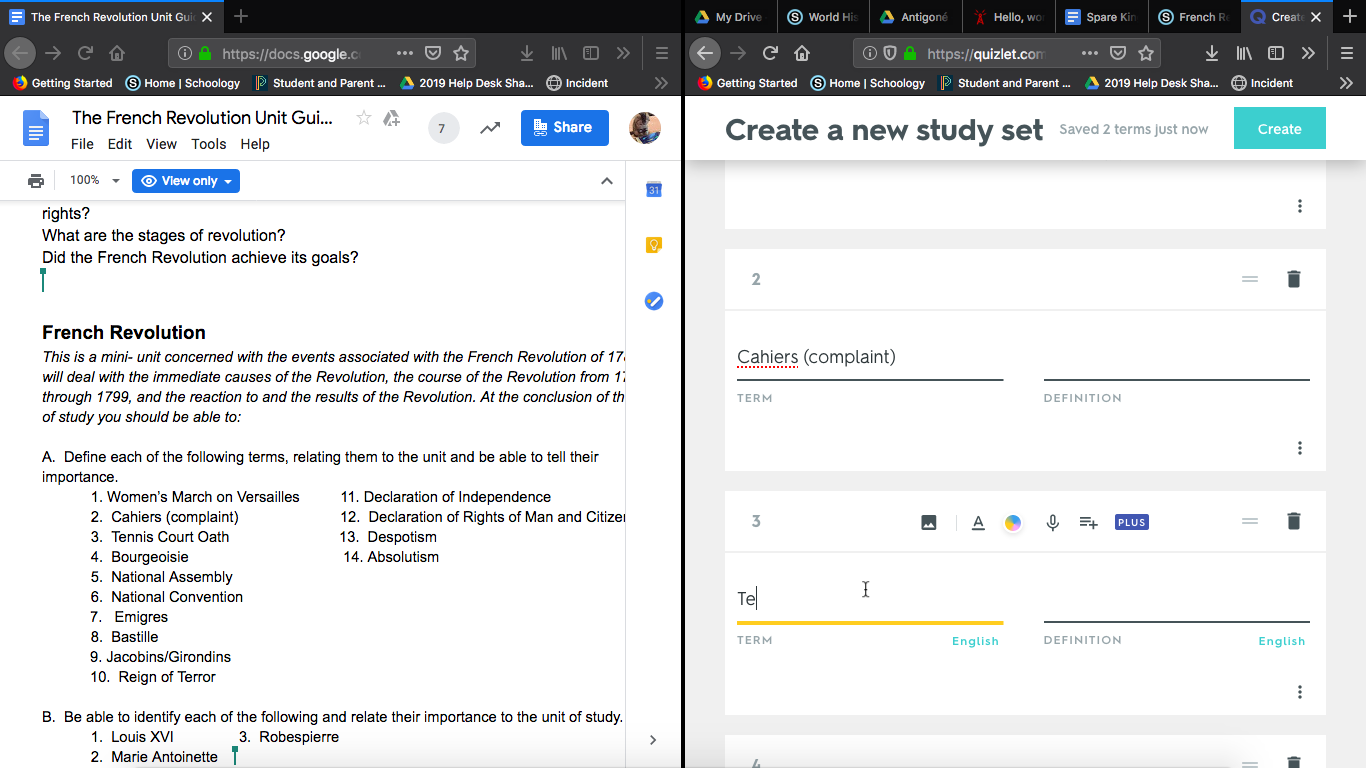 The French Revolution Unit Gui
https://docs.google.c
Getting Started
Home | Schoology
Student and Parent ...
2019 Help Desk Sha...
Incident
The French Revolution Unit Gui...
File Edit View Tools Help
7
Share
100%
View only
31
rights?
What are the stages of revolution?
Did the French Revolution achieve its goals?
French Revolution
This is a mini- unit concerned with the events associated with the French Revolution of 17
will deal with the immediate causes of the Revolution, the course of the Revolution from 1
through 1799, and the reaction to and the results of the Revolution. At the conclusion of th
of study you should be able to:
A. Define each of the following terms, relating them to the unit and be able to tell their
importance.
1. Women's March on Versailles 11. Declaration of Independence
2. Cahiers (complaint) 12. Declaration of Rights of Man and Citizen
3. Tennis Court Oath 13. Despotism
4. Bourgeoisie 14. Absolutism
5. National Assembly
6. National Convention
7. Emigres
8. Bastille
9. Jacobins/Girondins
10. Reign of Terror
B. Be able to identify each of the following and relate their importance to the unit of study.
1. Louis XVI 3. Robespierre
2. Marie Antoinette
My Drive
World His
Antigoné
Hello, wo
Spare Kin
French R
Create
https://quizlet.com
Getting Started
Home | Schoology
Student and Parent ...
2019 Help Desk Sha...
Incident
Create a new study set
Saved 2 terms just now
Create
2
Cahiers (complaint)
TERM DEFINITION
3
A
PLUS
Te
TERM English DEFINITION English
4